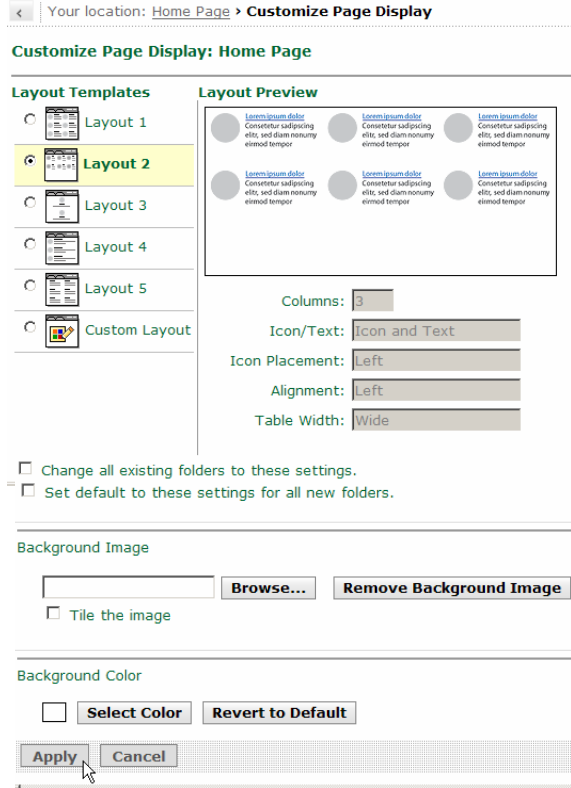 Your location: Home Page › Customize Page Display
Customize Page Display: Home Page
Layout Templates
Layout 1
Layout 2
Layout 3
Layout 4
Layout 5
Custom Layout
Layout Preview
Lorem ipsum dolor Lorem ipsum dolor Lorem ipsum dolor
Consetetur sadipscing Consetetur sadipscing Consetetur sadipscing
elitr, sed diam nonumy elitr, sed diam nonumy elitr, sed diam nonumy
eirmod tempor eirmod tempor eirmod tempor
Lorem ipsum dolor Lorem ipsum dolor Lorem ipsum dolor
Consetetur sadipscing Consetetur sadipscing Consetetur sadipscing
elitr, sed diam nonumy elitr, sed diam nonumy elitr, sed diam nonumy
eirmod tempor eirmod tempor eirmod tempor
Columns: 3
Icon/Text: Icon and Text
Icon Placement: Left
Alignment: Left
Table Width: Wide
Change all existing folders to these settings.
Set default to these settings for all new folders.
Background Image
Browse... Remove Background Image
Tile the image
Background Color
Select Color Revert to Default
Apply Cancel